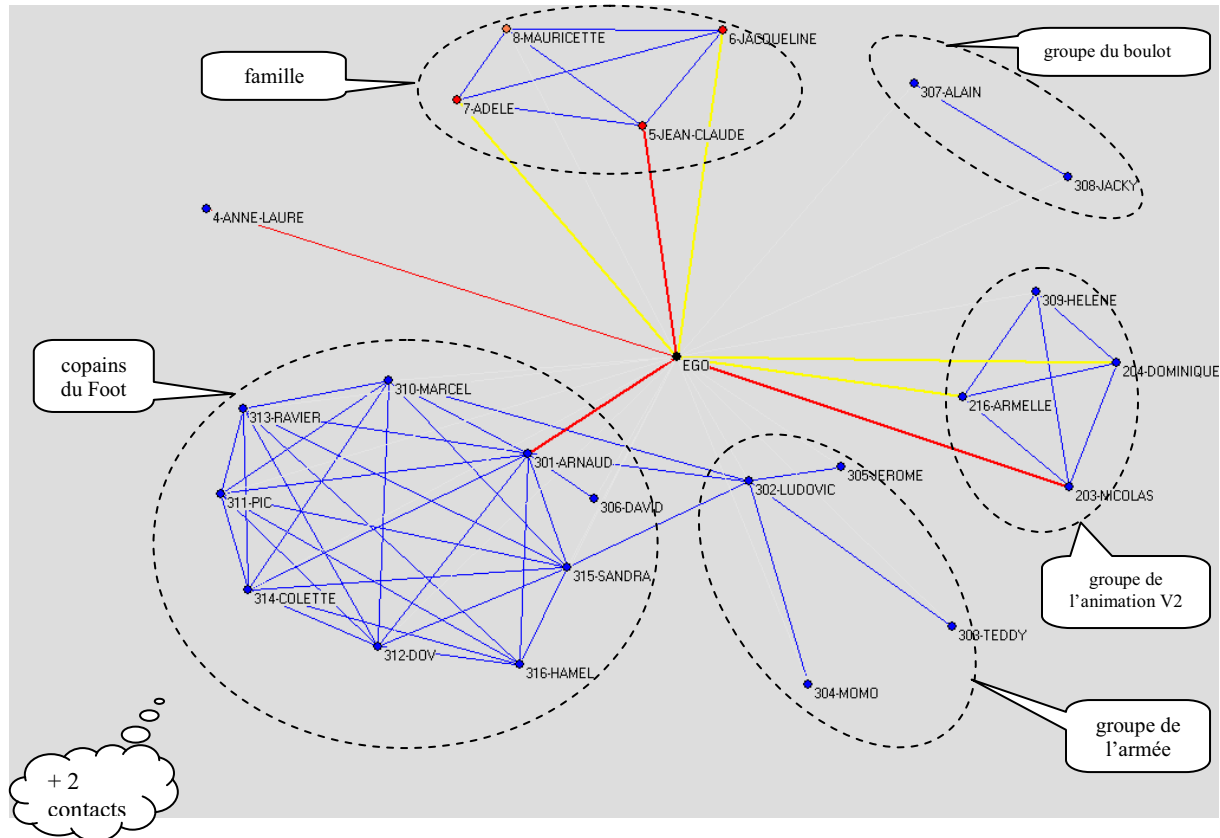 8-MAURICETTE
6-JACQUELINE
groupe du boulot
famille
307-ALAIN
7-ADELE
5-JEAN-CLAUDE
308-JACKY
4-ANNE-LAURE
309-HELENE
copains
du Foot
EGO
204-DOMINIQUE
310-MARCEL
216-ARMELLE
313-RAVIER
301-ARNAUD
305-JEROME
302-LUDOVIC
203-NICOLAS
311-PIC
306-DAVID
315-SANDRA
groupe de
l'animation V2
314-COLETTE
303-TEDDY
312-DOV
316-HAMEL
304-MOMO
groupe de
l'armée
+ 2
contacts